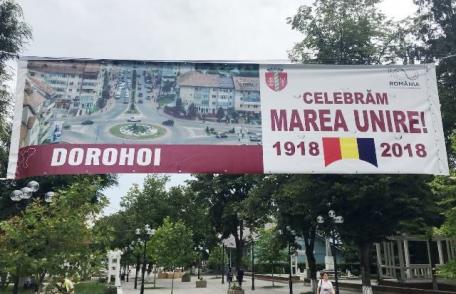 DOROHOI
ROMÂNIA
CELEBRĂM
MAREA UNIRE!
1918 2018